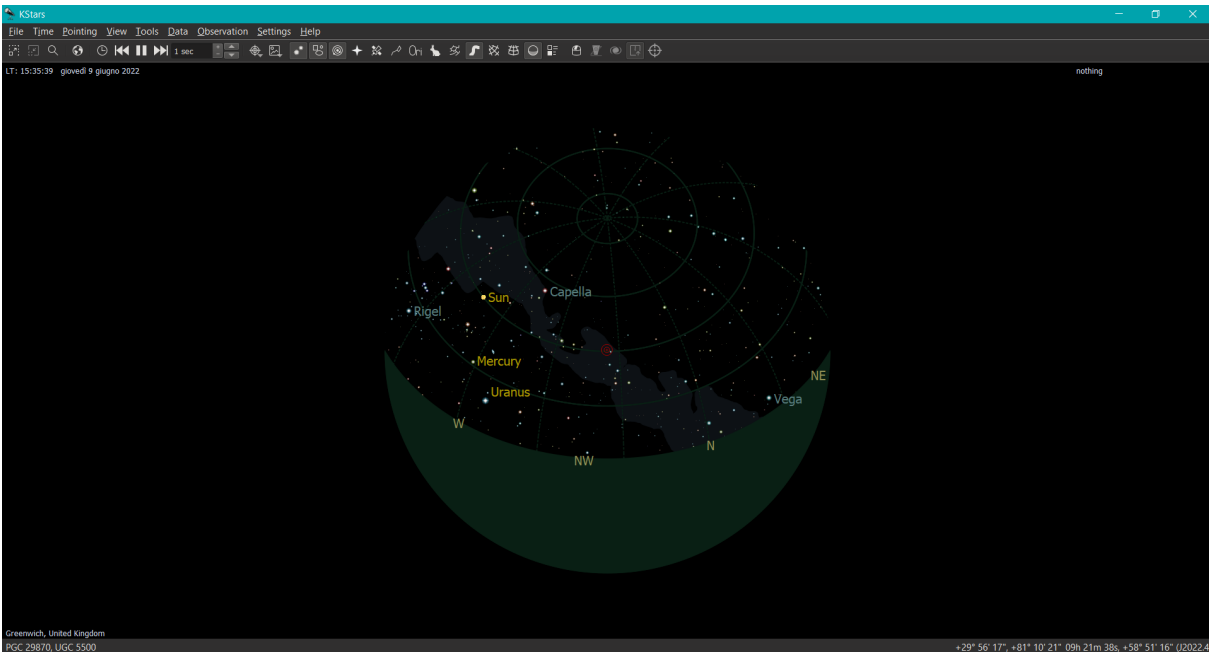 KStars
File Time Pointing View Tools Data Observation Settings Help
1 sec Ori
LT: 15:35:39 giovedì 9 giugno 2022
nothing
Capella
Sun
Rigel
Mercury
NE
Uranus
Vega
W
N
NW
Greenwich, United Kingdom
PGC 29870, UGC 5500
+29° 56' 17", +81° 10' 21" 09h 21m 38s, +58° 51' 16" (J2022.4